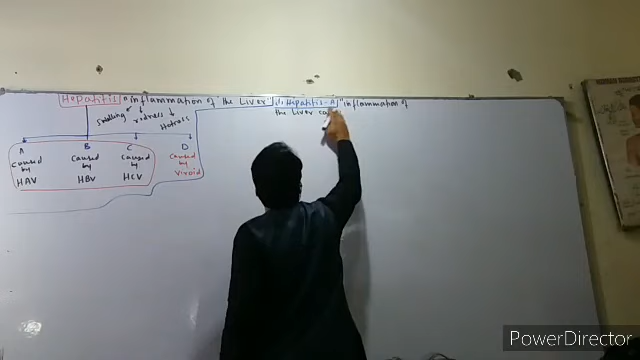 Hepatitis "inflammation of the Liver"
Swelling redness Hotness
A B C D
Caused by HAV
Caused by HBV
Caused by HCV
Caused by viroid
Hepatitis-A "inflammation of
the Liver ca
PowerDirector